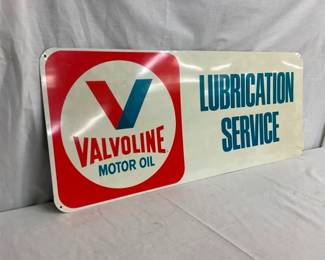 V
VALVOLINE
MOTOR OIL
LUBRICATION
SERVICE